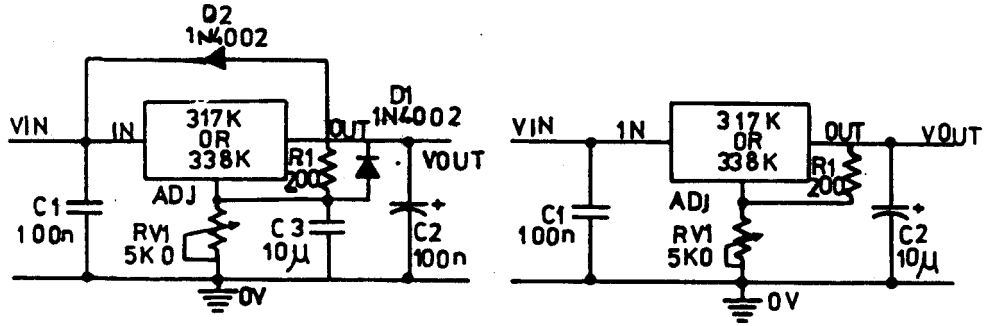 D2
1N4002
D1
1N4002
VIN
IN
317K
OR
338K
OUT
VOUT
R1
200
ADJ
C1
100n
RV1
5K0
C3
10μ
+
C2
100n
0V
VIN
1N
317K
OR
338K
OUT
VOUT
R1
200
ADJ
C1
100n
RV1
5K0
+
C2
10μ
0V